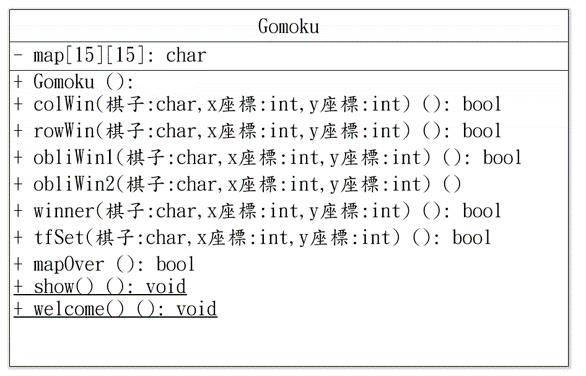 Gomoku
- map[15][15]: char
+ Gomoku ():
+ colWin(棋子:char,x座標:int,y座標:int) (): bool
+ rowWin(棋子:char,x座標:int,y座標:int) (): bool
+ obliWin1(棋子:char,x座標:int,y座標:int) (): bool
+ obliWin2(棋子:char,x座標:int,y座標:int) ()
+ winner(棋子:char,x座標:int,y座標:int) (): bool
+ tfSet(棋子:char,x座標:int,y座標:int) (): bool
+ mapOver (): bool
+ show() (): void
+ welcome() (): void